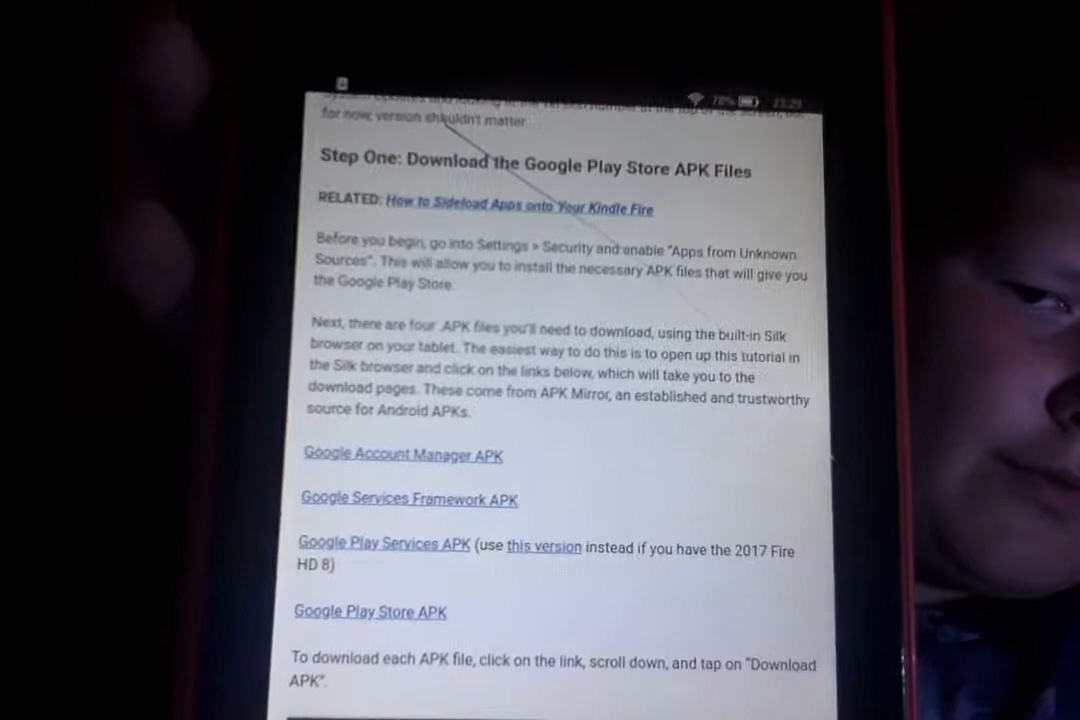 78% 23:29
for now, version shouldn't matter.
Step One: Download the Google Play Store APK Files
RELATED: How to Sideload Apps onto Your Kindle Fire
Before you begin, go into Settings > Security and enable "Apps from Unknown
Sources". This will allow you to install the necessary APK files that will give you
the Google Play Store.
Next, there are four .APK files you'll need to download, using the built-in Silk
browser on your tablet. The easiest way to do this is to open up this tutorial in
the Silk browser and click on the links below, which will take you to the
download pages. These come from APK Mirror, an established and trustworthy
source for Android APKs.
Google Account Manager APK
Google Services Framework APK
Google Play Services APK (use this version instead if you have the 2017 Fire
HD 8)
Google Play Store APK
To download each APK file, click on the link, scroll down, and tap on "Download
APK".